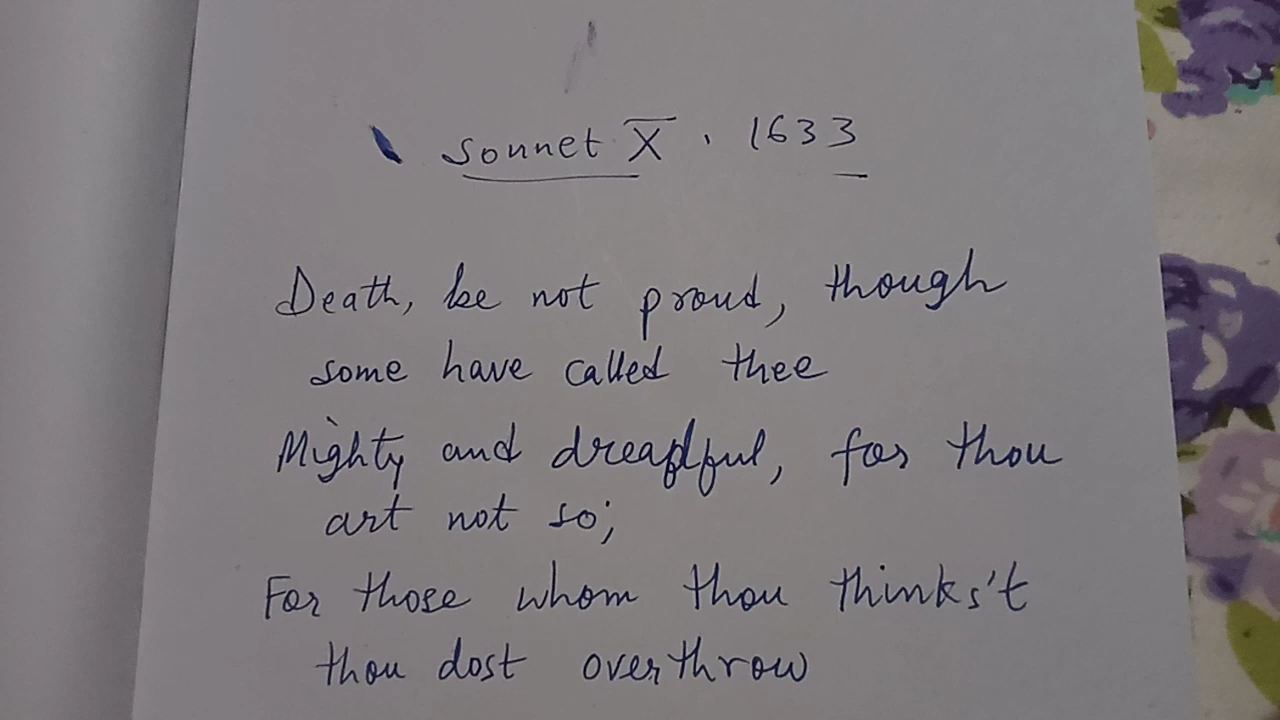 Sonnet X, 1633
Death, be not proud, though
some have called thee
Mighty and dreadful, for thou
art not so;
For those whom thou thinks't
thou dost overthrow